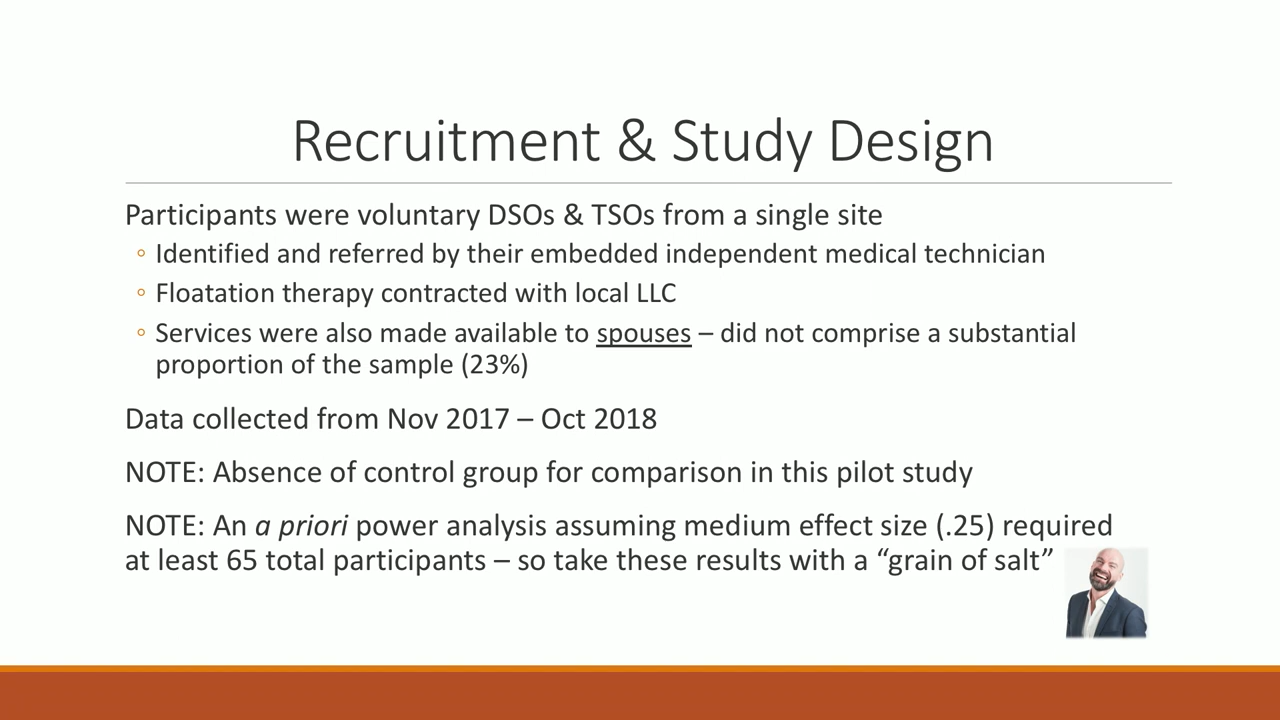 Recruitment & Study Design
Participants were voluntary DSOs & TSOs from a single site
◦ Identified and referred by their embedded independent medical technician
◦ Floatation therapy contracted with local LLC
◦ Services were also made available to spouses – did not comprise a substantial
proportion of the sample (23%)
Data collected from Nov 2017 – Oct 2018
NOTE: Absence of control group for comparison in this pilot study
NOTE: An a priori power analysis assuming medium effect size (.25) required
at least 65 total participants – so take these results with a “grain of salt”